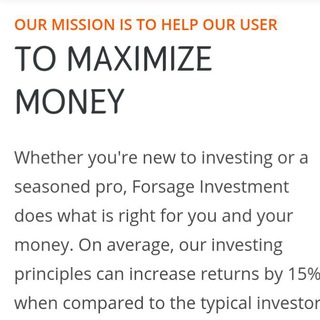 OUR MISSION IS TO HELP OUR USER
TO MAXIMIZE
MONEY
Whether you're new to investing or a
seasoned pro, Forsage Investment
does what is right for you and your
money. On average, our investing
principles can increase returns by 15%
when compared to the typical investor